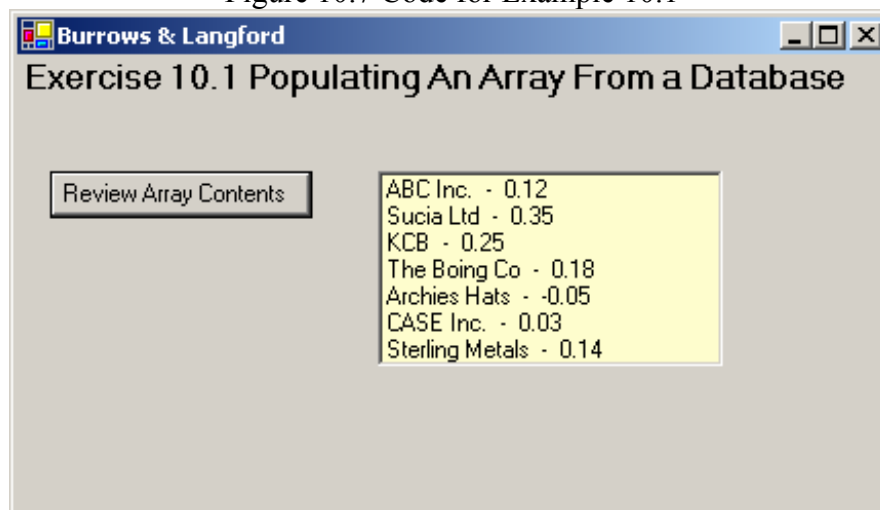 Figure 10.7 Code for Example 10.1
Burrows & Langford
Exercise 10.1 Populating An Array From a Database
Review Array Contents
ABC Inc. - 0.12
Sucia Ltd - 0.35
KCB - 0.25
The Boing Co - 0.18
Archies Hats - -0.05
CASE Inc. - 0.03
Sterling Metals - 0.14